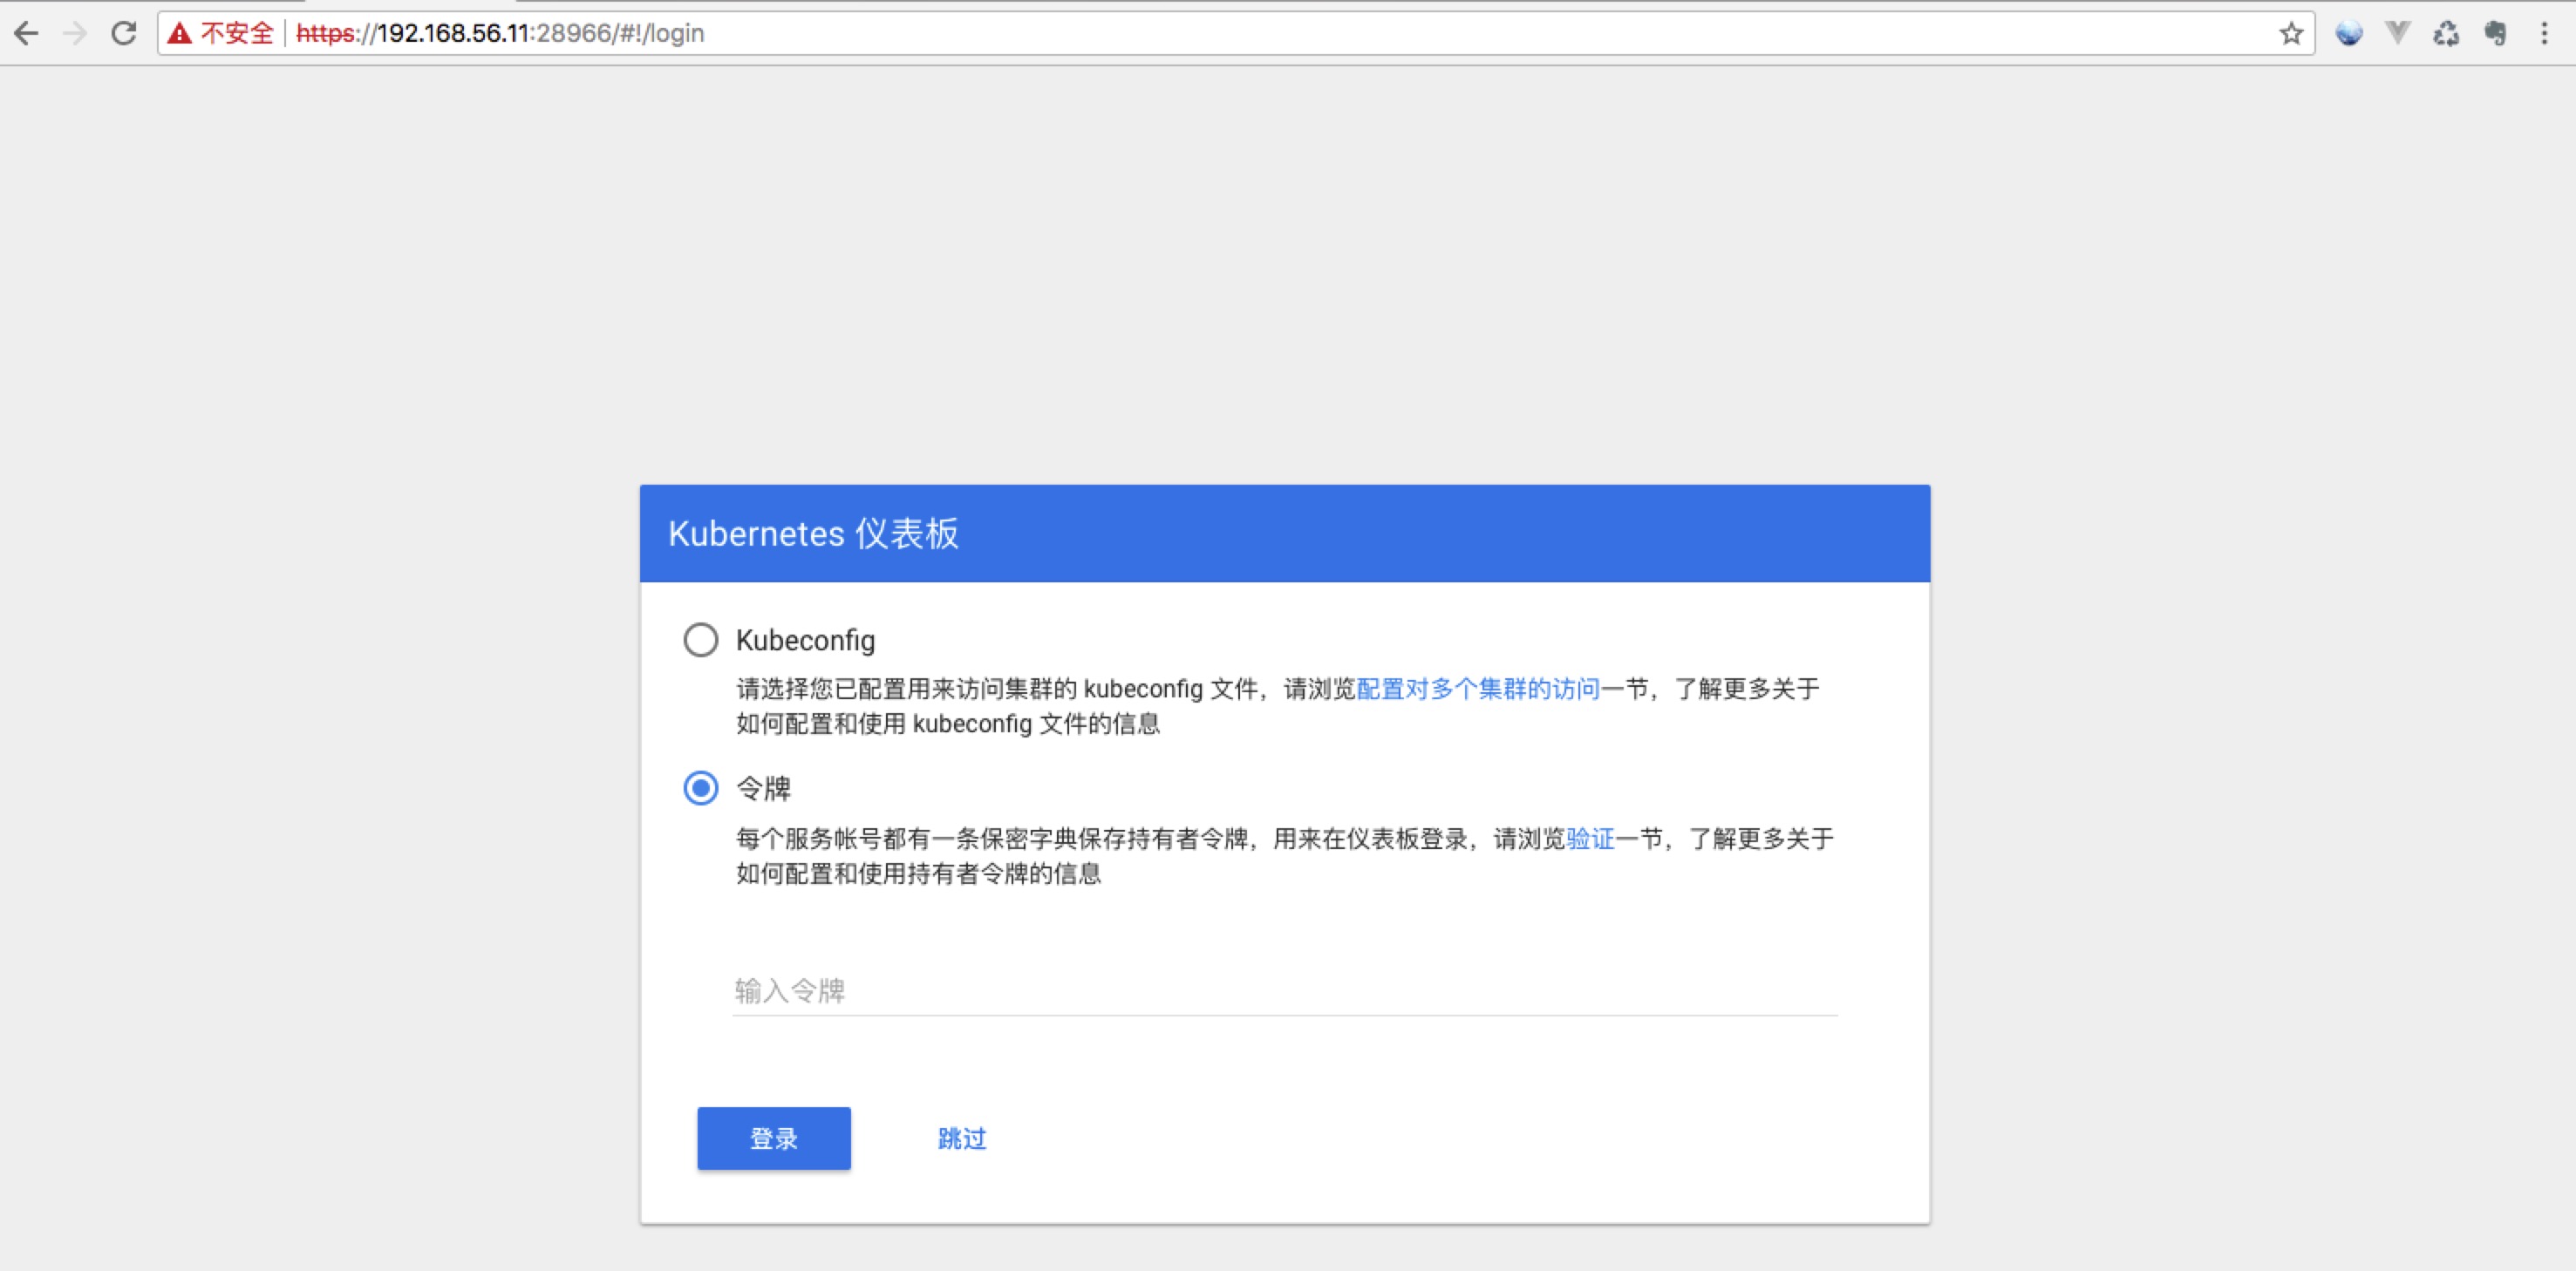 不安全 https://192.168.56.11:28966/#!/login
Kubernetes 仪表板
Kubeconfig
请选择您已配置用来访问集群的 kubeconfig 文件，请浏览配置对多个集群的访问一节，了解更多关于
如何配置和使用 kubeconfig 文件的信息
令牌
每个服务帐号都有一条保密字典保存持有者令牌，用来在仪表板登录，请浏览验证一节，了解更多关于
如何配置和使用持有者令牌的信息
输入令牌
登录 跳过